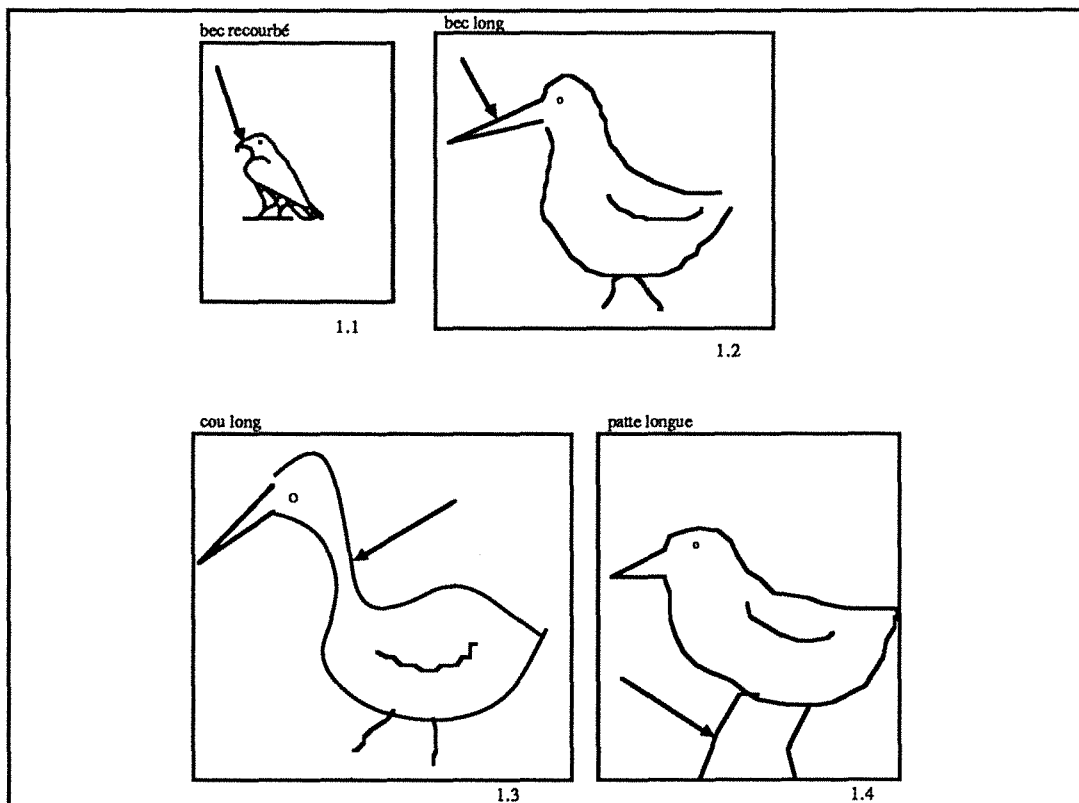 bec recourbé
bec long
1.1
1.2
cou long
patte longue
1.3
1.4